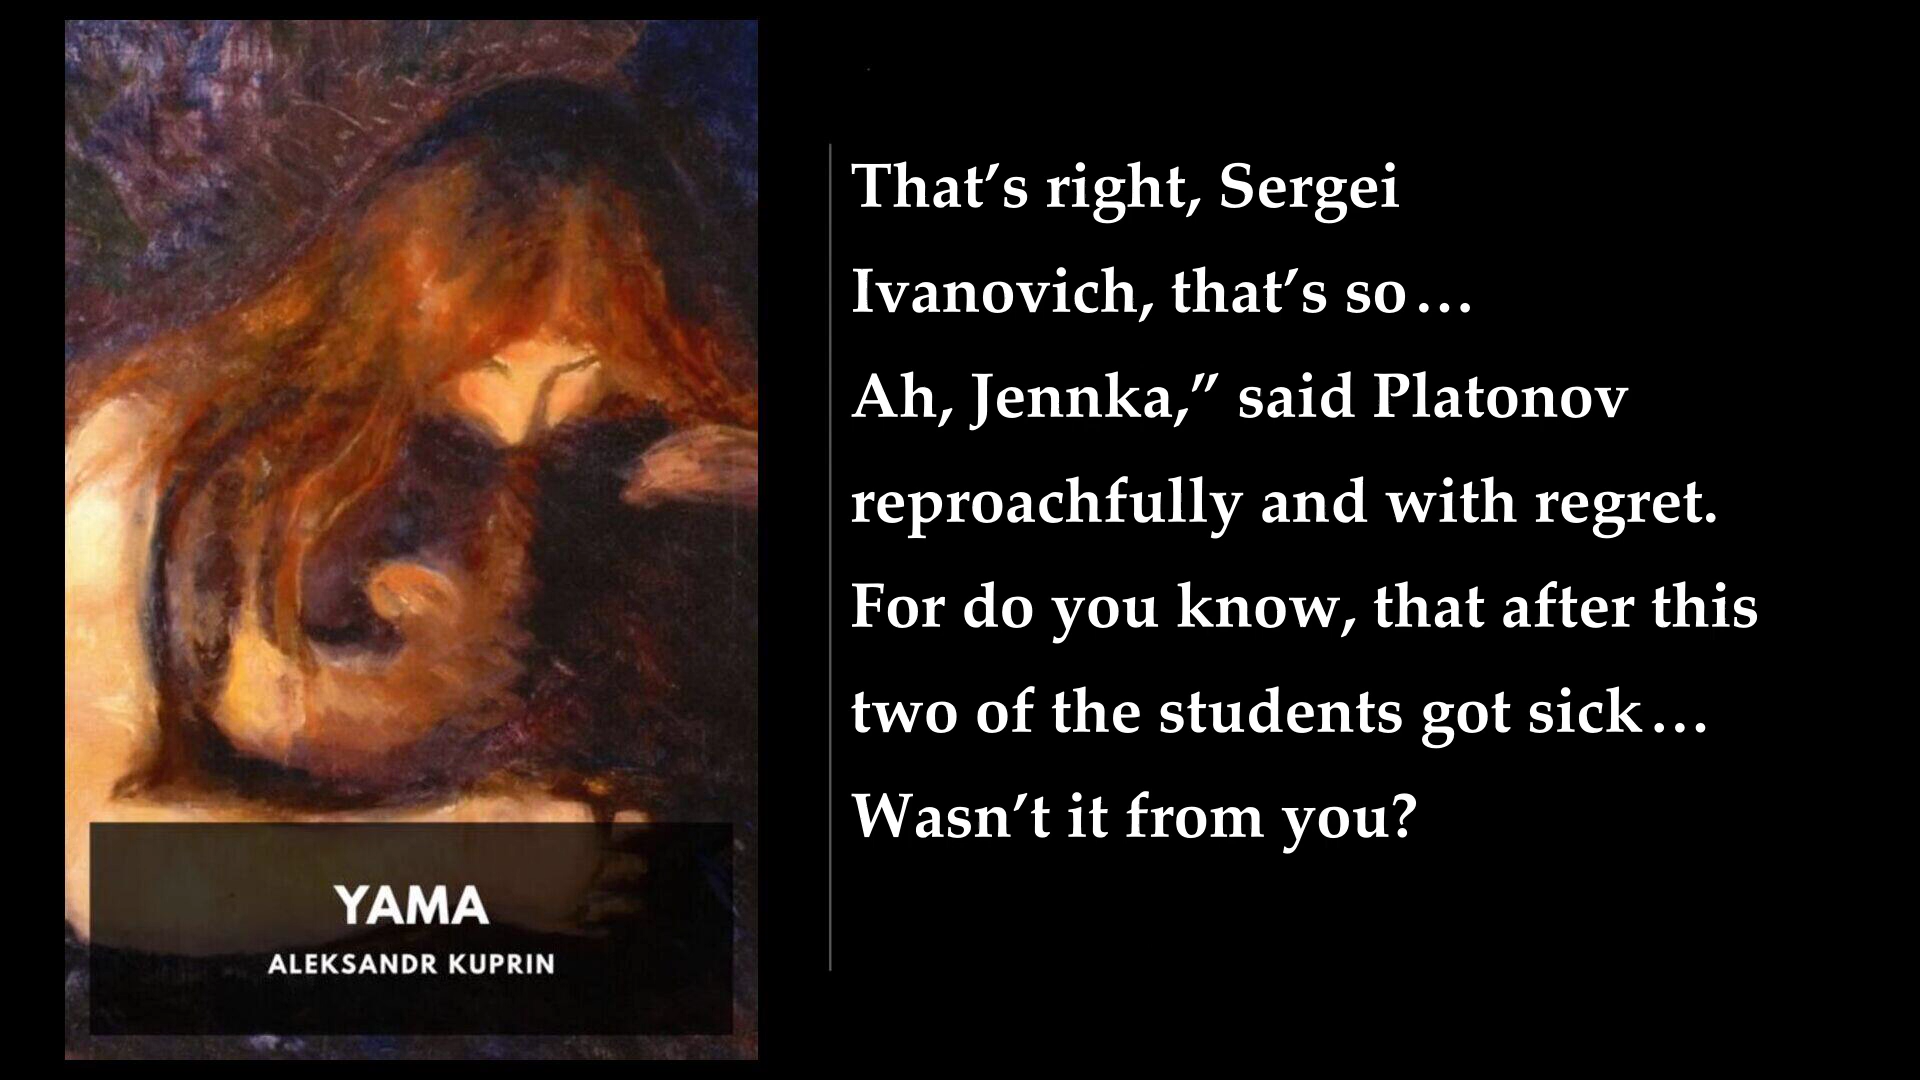 YAMA
ALEKSANDR KUPRIN
That’s right, Sergei
Ivanovich, that’s so…
Ah, Jennka,” said Platonov
reproachfully and with regret.
For do you know, that after this
two of the students got sick…
Wasn’t it from you?